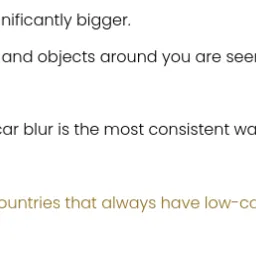 nificantly bigger.
and objects around you are seen
car blur is the most consistent wa
ountries that always have low-co